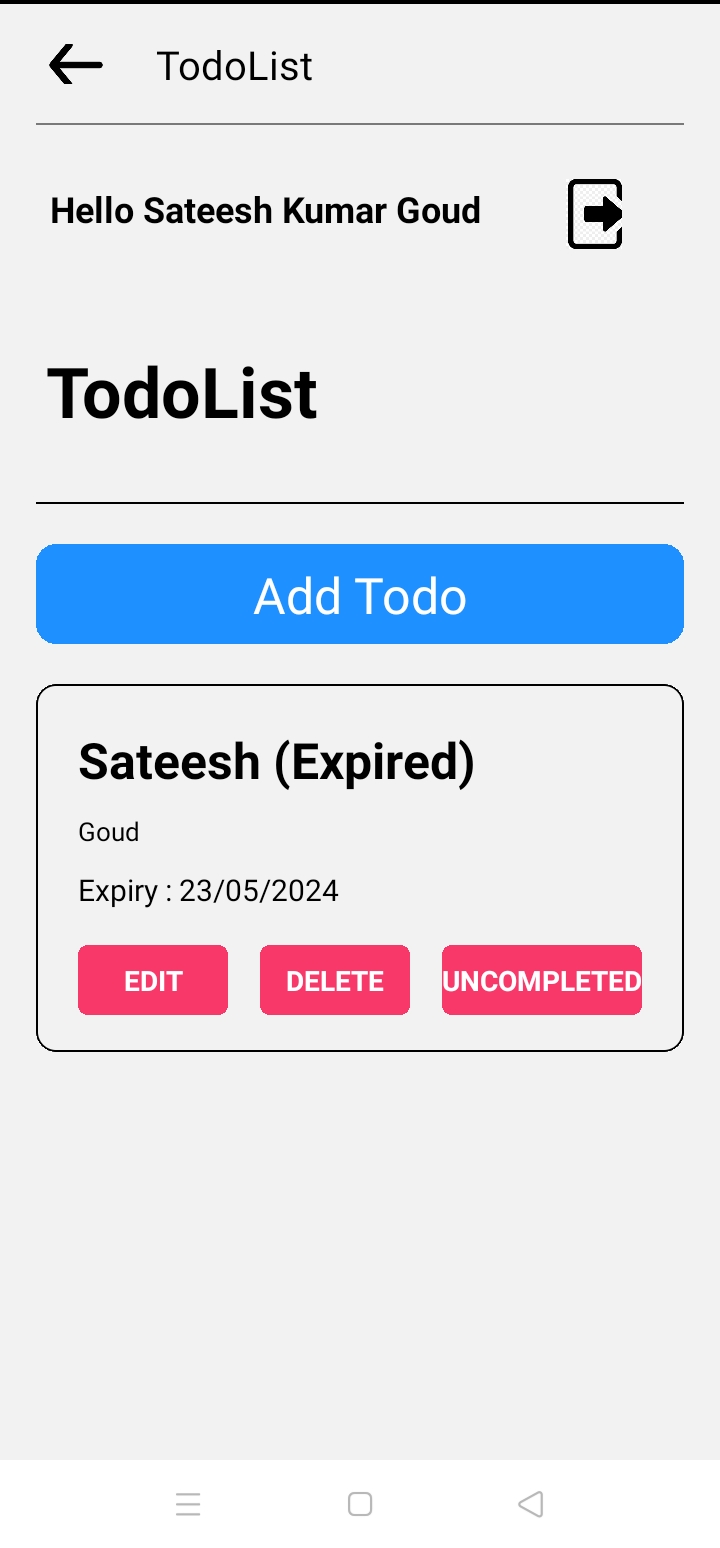 TodoList
Hello Sateesh Kumar Goud
TodoList
Add Todo
Sateesh (Expired)
Goud
Expiry : 23/05/2024
EDIT DELETE UNCOMPLETED